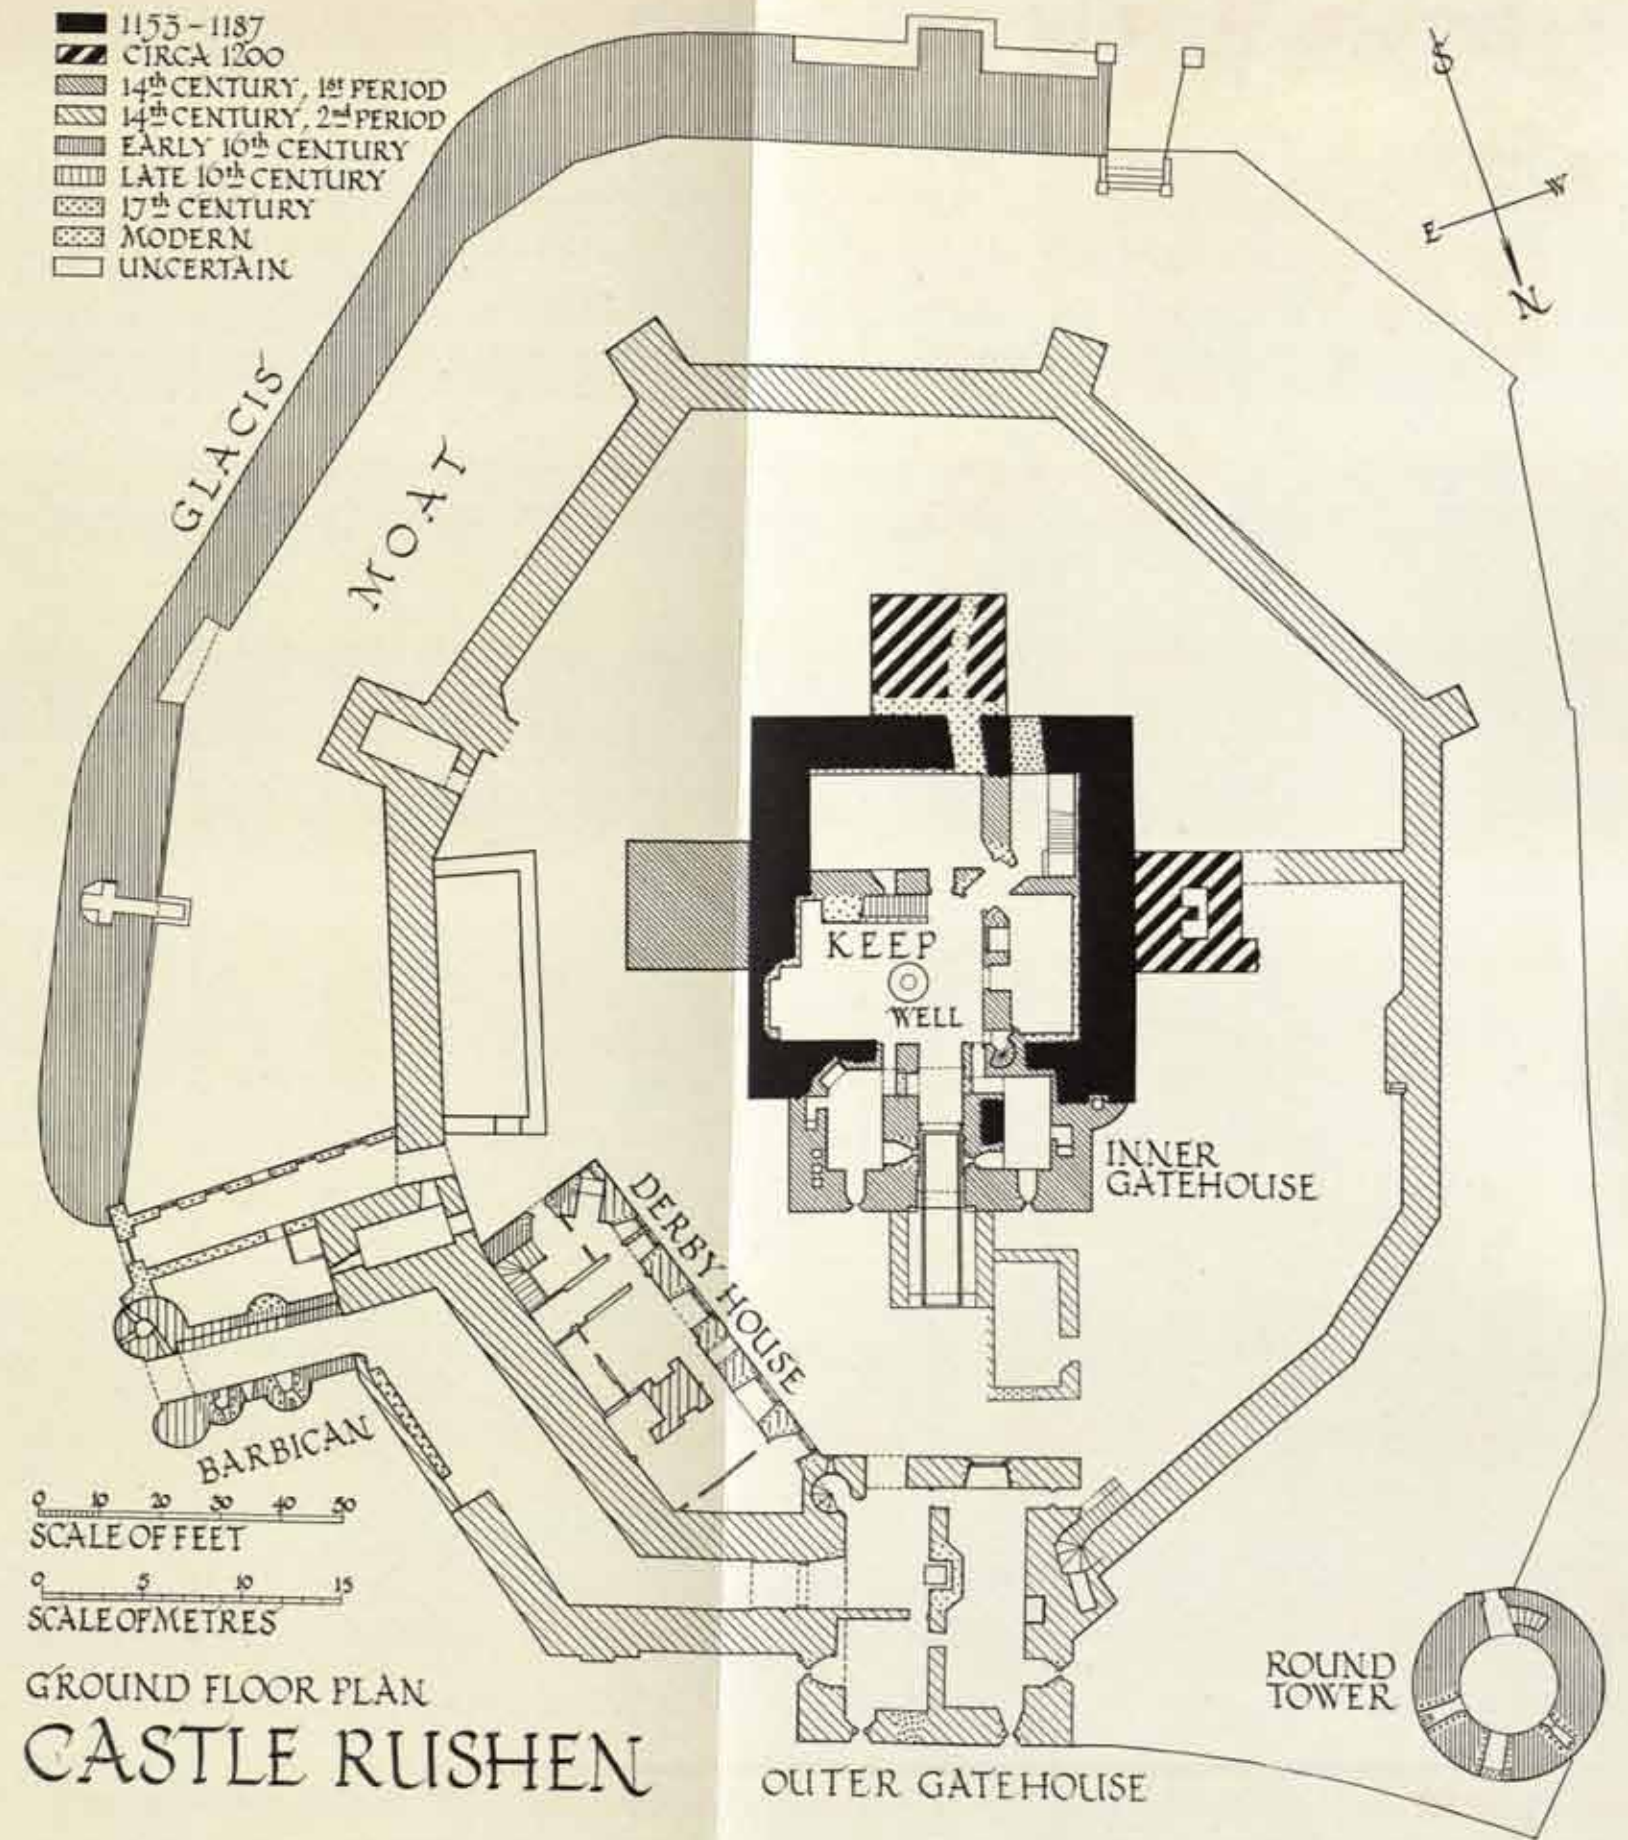 1153 – 1187
CIRCA 1200
14th CENTURY, 1st PERIOD
14th CENTURY, 2nd PERIOD
EARLY 16th CENTURY
LATE 16th CENTURY
17th CENTURY
MODERN
UNCERTAIN
S
W
E
N
GLACIS
MOAT
KEEP
WELL
INNER
GATEHOUSE
DERBY HOUSE
BARBICAN
0 10 20 30 40 50
SCALE OF FEET
0 5 10 15
SCALE OF METRES
ROUND
TOWER
GROUND FLOOR PLAN
CASTLE RUSHEN
OUTER GATEHOUSE